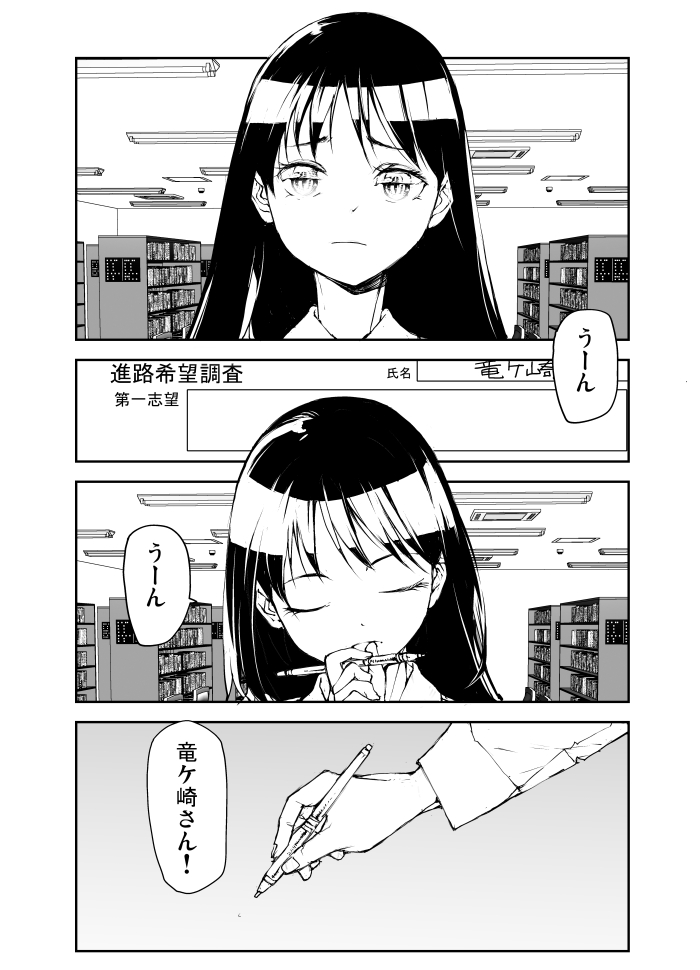 うーん
進路希望調査
氏名 竜ケ崎
第一志望
うーん
竜ケ崎さん！